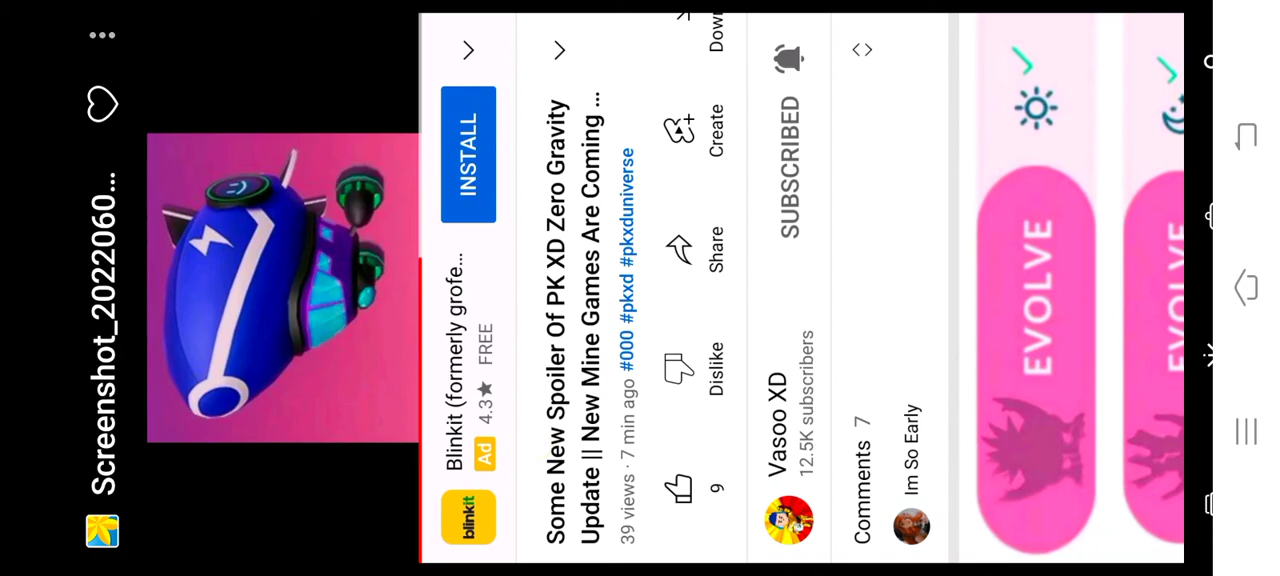 Screenshot_2022060...
blinkit
Blinkit (formerly grofe...
Ad 4.3★ FREE
INSTALL
Some New Spoiler Of PK XD Zero Gravity
Update || New Mine Games Are Coming ...
39 views · 7 min ago #000 #pkxd #pkxduniverse
9
Dislike
Share
Create
Down
Vasoo XD
12.5K subscribers
SUBSCRIBED
Comments 7
Im So Early
EVOLVE
EVOLVE